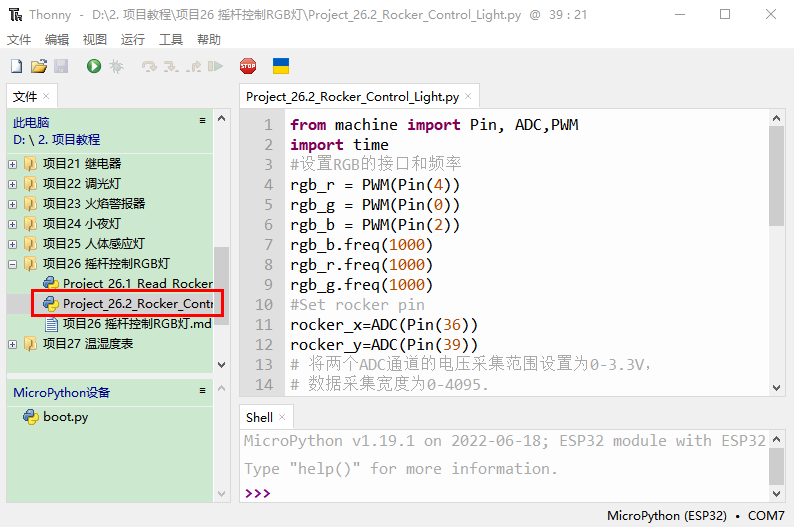 Thonny - D:\2. 项目教程\项目26 摇杆控制RGB灯\Project_26.2_Rocker_Control_Light.py @ 39 : 21
文件 编辑 视图 运行 工具 帮助
STOP
文件
此电脑
D: \ 2. 项目教程
项目21 继电器
项目22 调光灯
项目23 火焰警报器
项目24 小夜灯
项目25 人体感应灯
项目26 摇杆控制RGB灯
Project_26.1_Read_Rocker
Project_26.2_Rocker_Contr
项目26 摇杆控制RGB灯.md
项目27 温湿度表
MicroPython设备
boot.py
Project_26.2_Rocker_Control_Light.py
1 from machine import Pin, ADC,PWM
2 import time
3 #设置RGB的接口和频率
4 rgb_r = PWM(Pin(4))
5 rgb_g = PWM(Pin(0))
6 rgb_b = PWM(Pin(2))
7 rgb_b.freq(1000)
8 rgb_r.freq(1000)
9 rgb_g.freq(1000)
10 #Set rocker pin
11 rocker_x=ADC(Pin(36))
12 rocker_y=ADC(Pin(39))
13 # 将两个ADC通道的电压采集范围设置为0-3.3V，
14 # 数据采集宽度为0-4095.
Shell
MicroPython v1.19.1 on 2022-06-18; ESP32 module with ESP32
Type "help()" for more information.
>>>
MicroPython (ESP32) • COM7